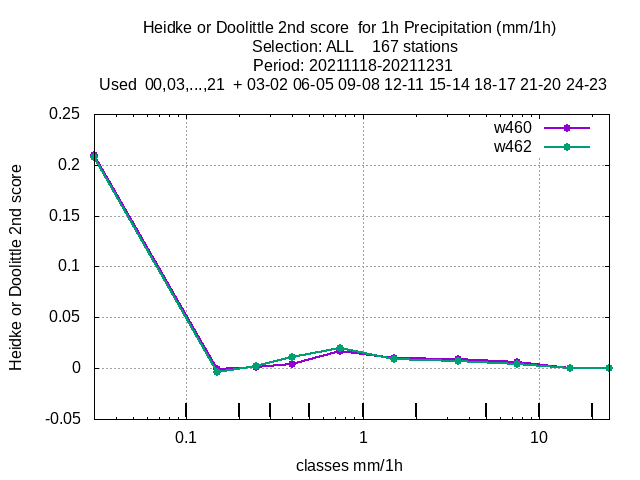 Heidke or Doolittle 2nd score  for 1h Precipitation (mm/1h)
Selection: ALL    167 stations
Period: 20211118-20211231
Used  00,03,...,21  + 03-02 06-05 09-08 12-11 15-14 18-17 21-20 24-23
w460
w462
Heidke or Doolittle 2nd score
0.25
0.2
0.15
0.1
0.05
0
-0.05
0.1
1
10
classes mm/1h